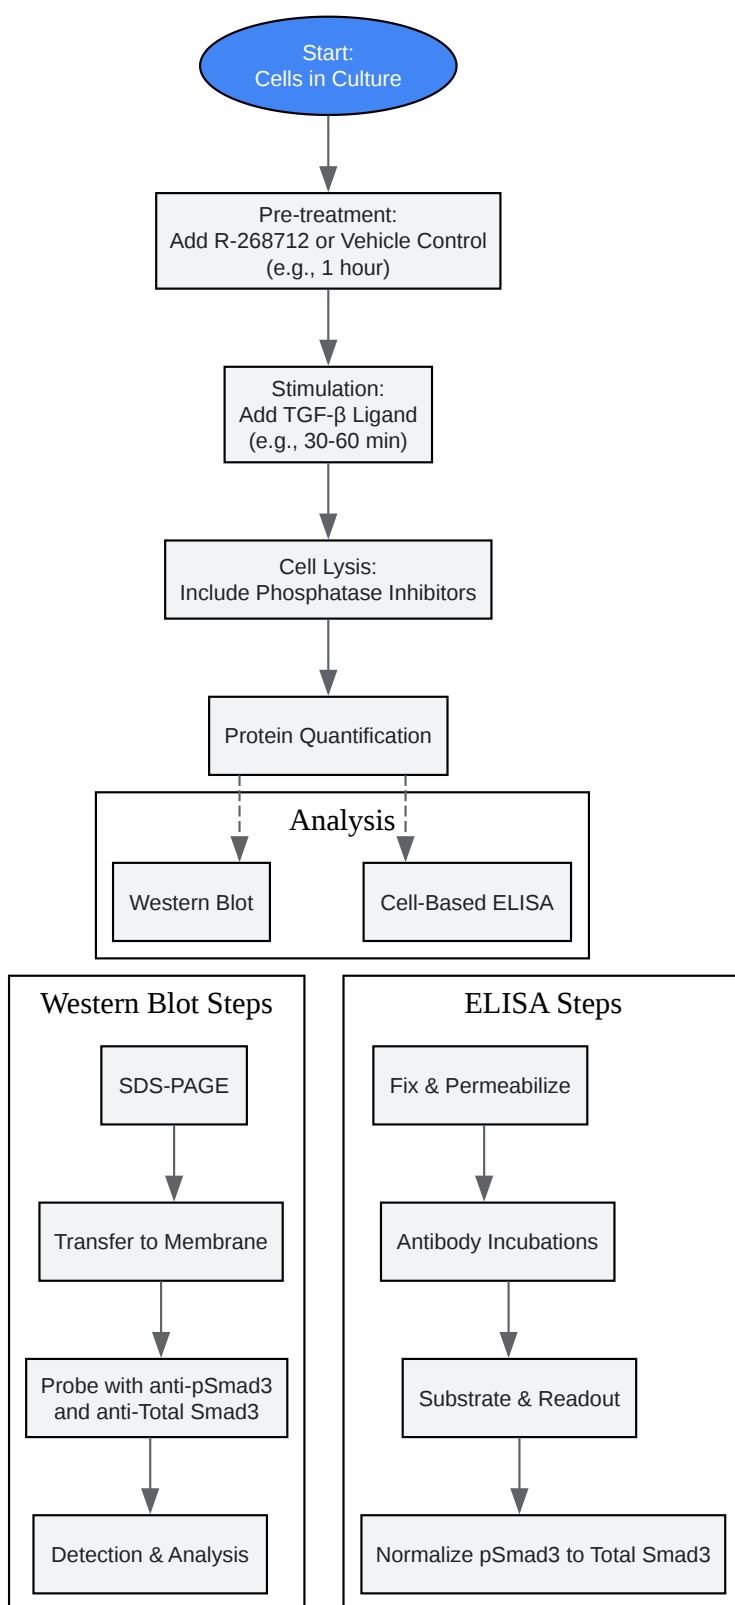 Start:
Cells in Culture
Pre-treatment:
Add R-268712 or Vehicle Control
(e.g., 1 hour)
Stimulation:
Add TGF-β Ligand
(e.g., 30-60 min)
Cell Lysis:
Include Phosphatase Inhibitors
Protein Quantification
Analysis
Western Blot
Cell-Based ELISA
Western Blot Steps
SDS-PAGE
Transfer to Membrane
Probe with anti-pSmad3
and anti-Total Smad3
Detection & Analysis
ELISA Steps
Fix & Permeabilize
Antibody Incubations
Substrate & Readout
Normalize pSmad3 to Total Smad3